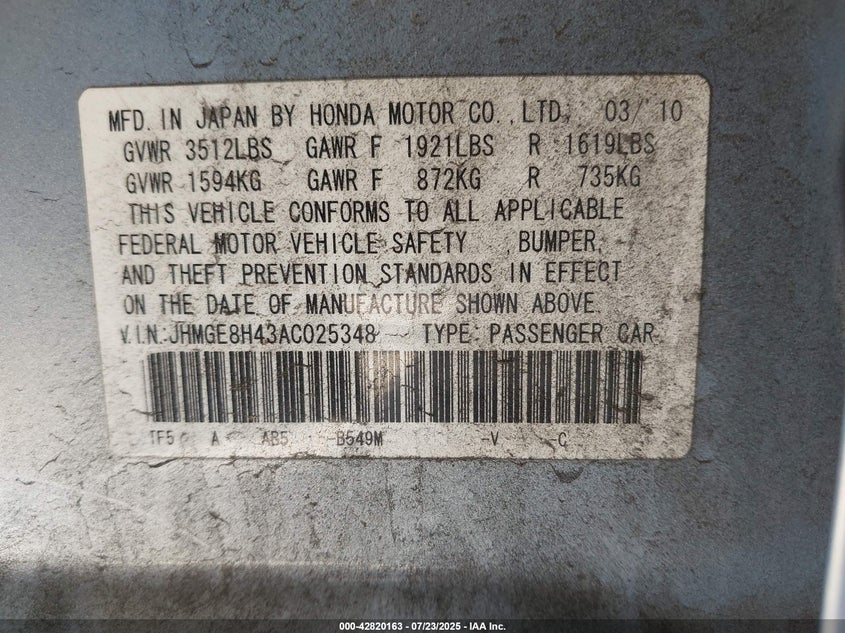 MFD. IN JAPAN BY HONDA MOTOR CO., LTD. 03/10
GVWR 3512LBS GAWR F 1921LBS R 1619LBS
GVWR 1594KG GAWR F 872KG R 735KG
THIS VEHICLE CONFORMS TO ALL APPLICABLE
FEDERAL MOTOR VEHICLE SAFETY ,BUMPER,
AND THEFT PREVENTION STANDARDS IN EFFECT
ON THE DATE OF MANUFACTURE SHOWN ABOVE.
V.I.N:JHMGE8H43AC025348 TYPE:PASSENGER CAR
TF5 A AB5 -B549M -V -C
000-42820163 - 07/23/2025 - IAA Inc.